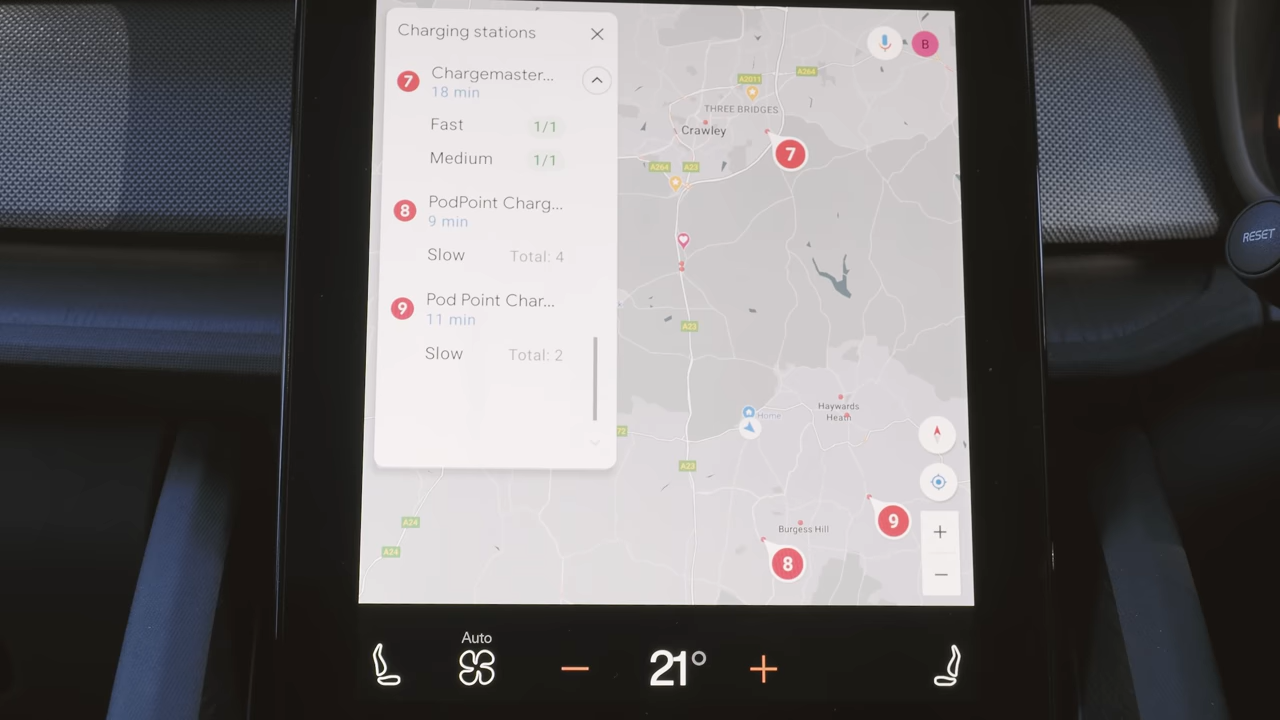 Charging stations
7 Chargemaster...
18 min
Fast 1/1
Medium 1/1
8 PodPoint Charg...
9 min
Slow Total: 4
9 Pod Point Char...
11 min
Slow Total: 2
B
A2011
A264
THREE BRIDGES
Crawley
7
A264
A23
A23
Home
Haywards
Heath
72
A23
A24
A24
9
Burgess Hill
8
+
−
RESET
Auto
− 21° +